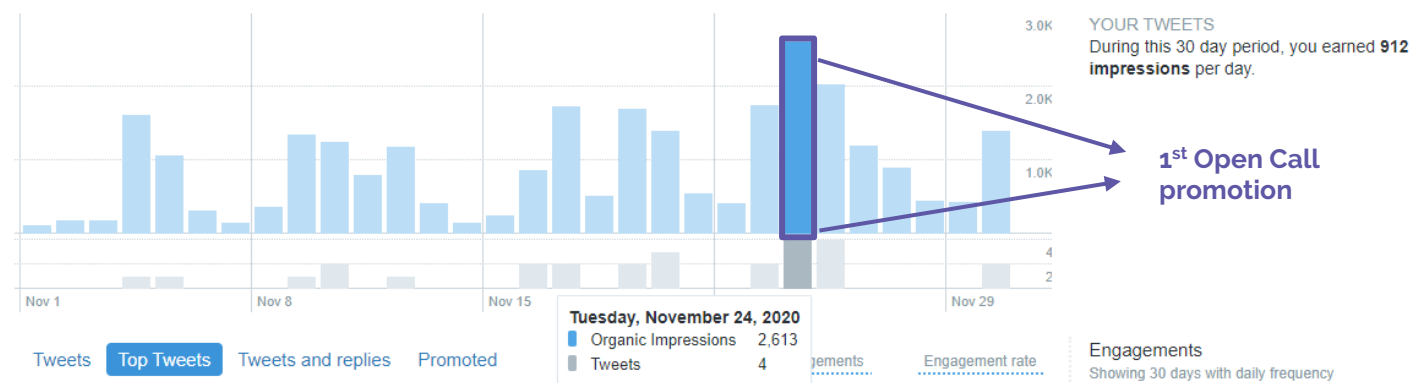 3.0K
2.0K
1.0K
4
2
Nov 1
Nov 8
Nov 15
Nov 29
YOUR TWEETS
During this 30 day period, you earned 912
impressions per day.
1st Open Call
promotion
Tuesday, November 24, 2020
Organic Impressions 2,613
Tweets 4
Tweets Top Tweets Tweets and replies Promoted
Engagement rate
Engagements
Showing 30 days with daily frequency